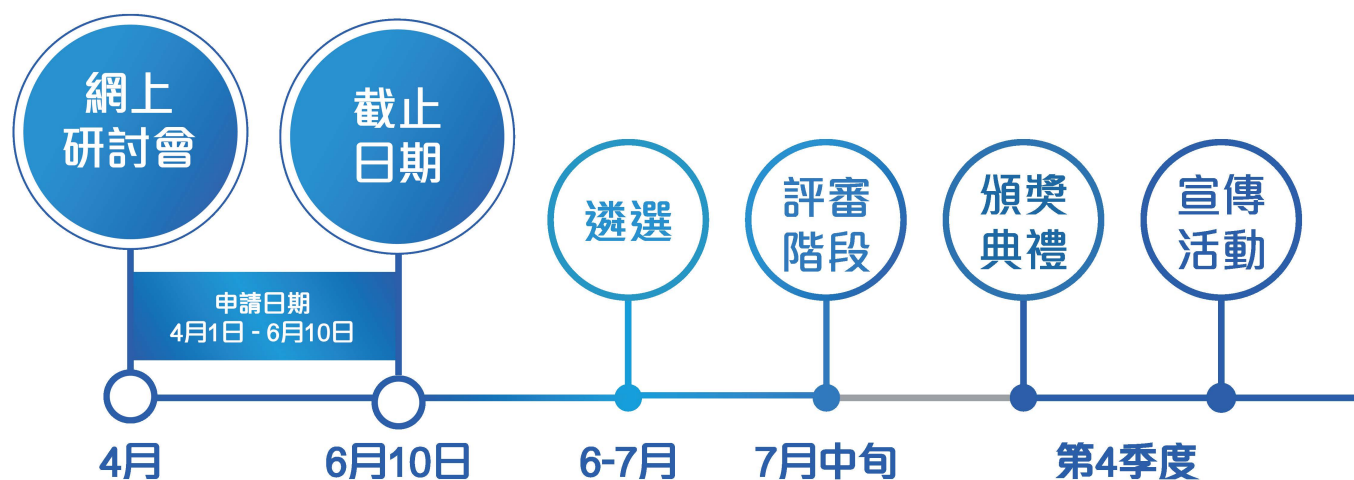 網上
研討會
截止
日期
申請日期
4月1日 - 6月10日
遴選
評審
階段
頒獎
典禮
宣傳
活動
4月
6月10日
6-7月
7月中旬
第4季度